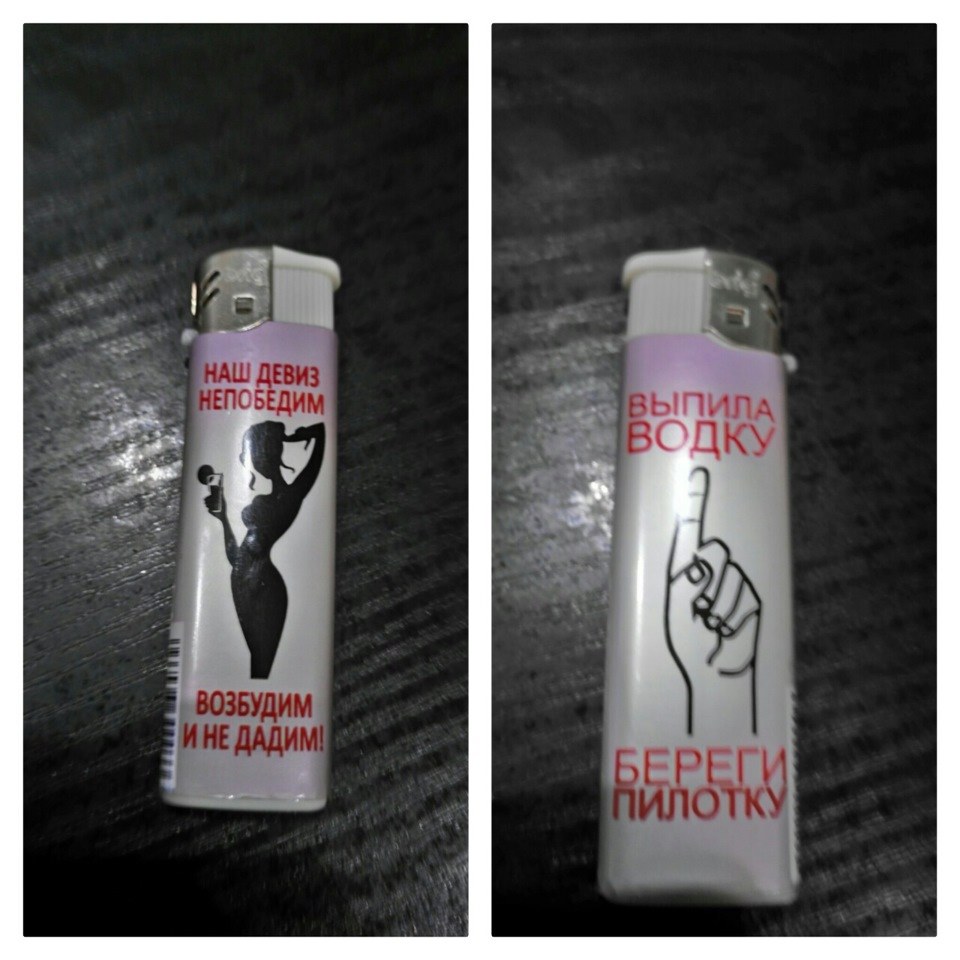 НАШ ДЕВИЗ
НЕПОБЕДИМ
ВОЗБУДИМ
И НЕ ДАДИМ!
ВЫПИЛА
ВОДКУ
БЕРЕГИ
ПИЛОТКУ